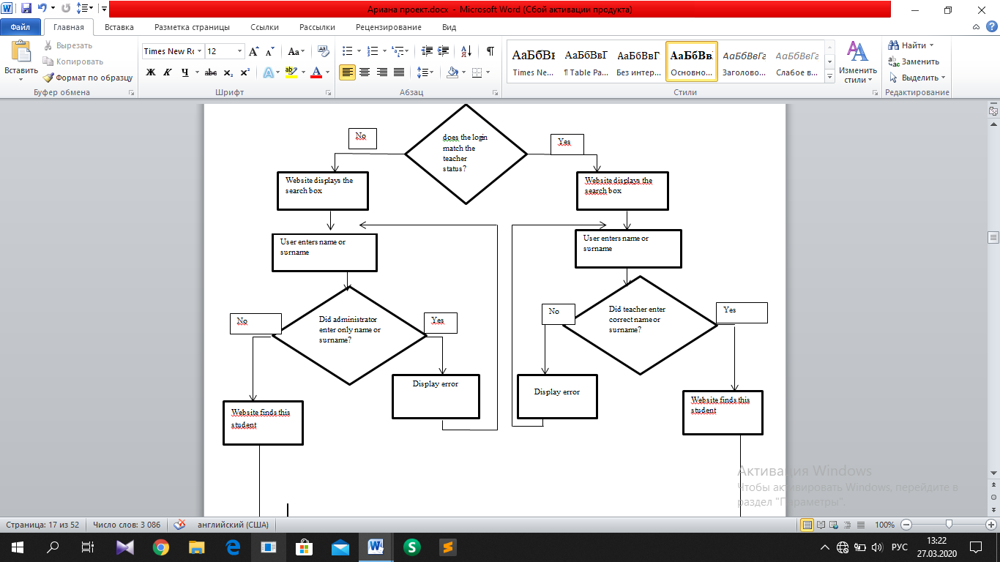 Ариана проект.docx - Microsoft Word (Сбой активации продукта)
Файл Главная Вставка Разметка страницы Ссылки Рассылки Рецензирование Вид
Вставить
Вырезать
Копировать
Формат по образцу
Буфер обмена
Times New Ro 12
Aa
Ж К Ч abc x₂ x²
Шрифт
Абзац
АаБбВı АаБбВвГ АаБбВвГ АаБбВв АаБбВвГг АаБбВвГг
Times Ne... ¶ Table Pa... Без интер... Осно­вно... Заголово... Слабое в...
Стили
Изменить
стили
Найти
Заменить
Выделить
Редактирование
does the login
match the
teacher
status?
No
Yes
Website displays the
search box
Website displays the
search box
User enters name or
surname
User enters name or
surname
Did administrator
enter only name or
surname?
No
Yes
Did teacher enter
correct name or
surname?
No
Yes
Display error
Display error
Website finds this
student
Website finds this
student
Активация Windows
Чтобы активировать Windows, перейдите в
раздел "Параметры".
Страница: 17 из 52 Число слов: 3 086 английский (США) 100%
РУС
13:22
27.03.2020